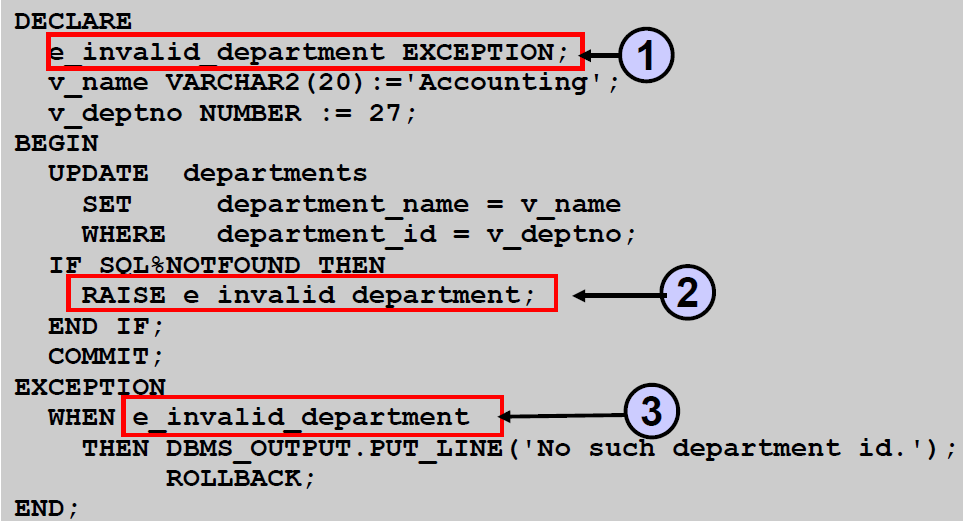 DECLARE
e_invalid_department EXCEPTION; 1
v_name VARCHAR2(20):='Accounting';
v_deptno NUMBER := 27;
BEGIN
UPDATE departments
SET department_name = v_name
WHERE department_id = v_deptno;
IF SQL%NOTFOUND THEN
RAISE e_invalid_department; 2
END IF;
COMMIT;
EXCEPTION
WHEN e_invalid_department 3
THEN DBMS_OUTPUT.PUT_LINE('No such department id.');
ROLLBACK;
END;